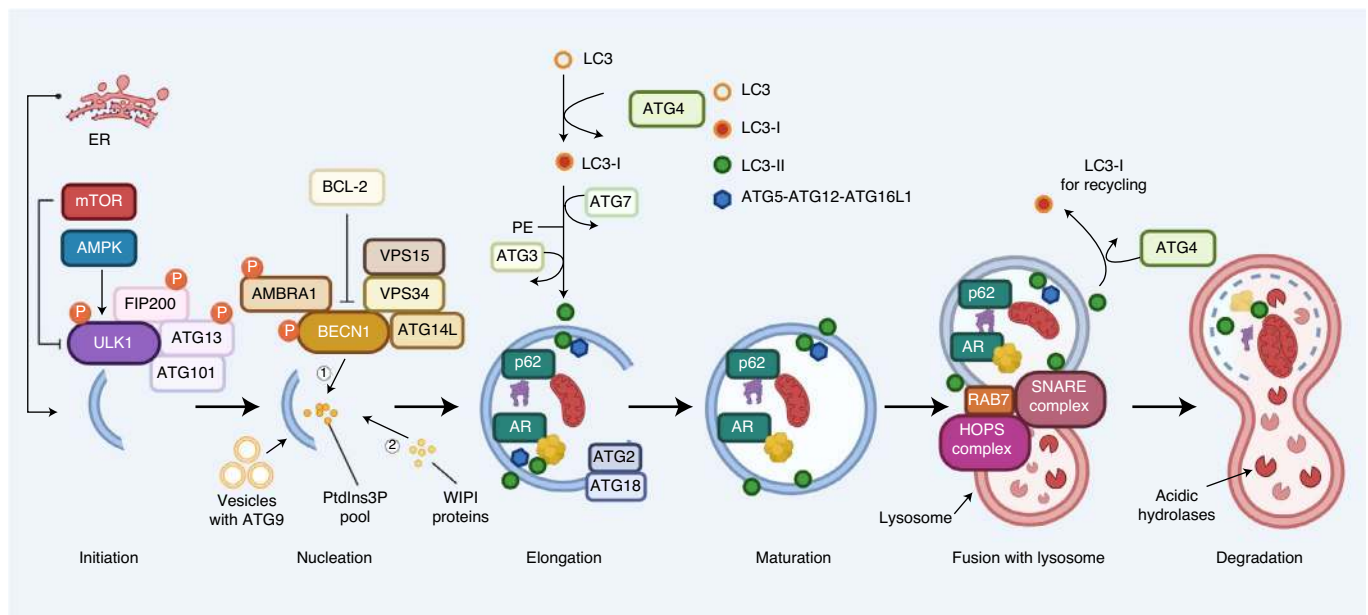 ER
mTOR
AMPK
P
P
P
FIP200
ULK1
ATG13
ATG101
BCL-2
P
AMBRA1
P
BECN1
VPS15
VPS34
ATG14L
1
2
Vesicles
with ATG9
PtdIns3P
pool
WIPI
proteins
LC3
ATG4
LC3-I
ATG7
PE
ATG3
LC3
LC3-I
LC3-II
ATG5-ATG12-ATG16L1
p62
AR
ATG2
ATG18
p62
AR
LC3-I
for recycling
ATG4
p62
AR
RAB7
SNARE
complex
HOPS
complex
Lysosome
Acidic
hydrolases
Initiation
Nucleation
Elongation
Maturation
Fusion with lysosome
Degradation